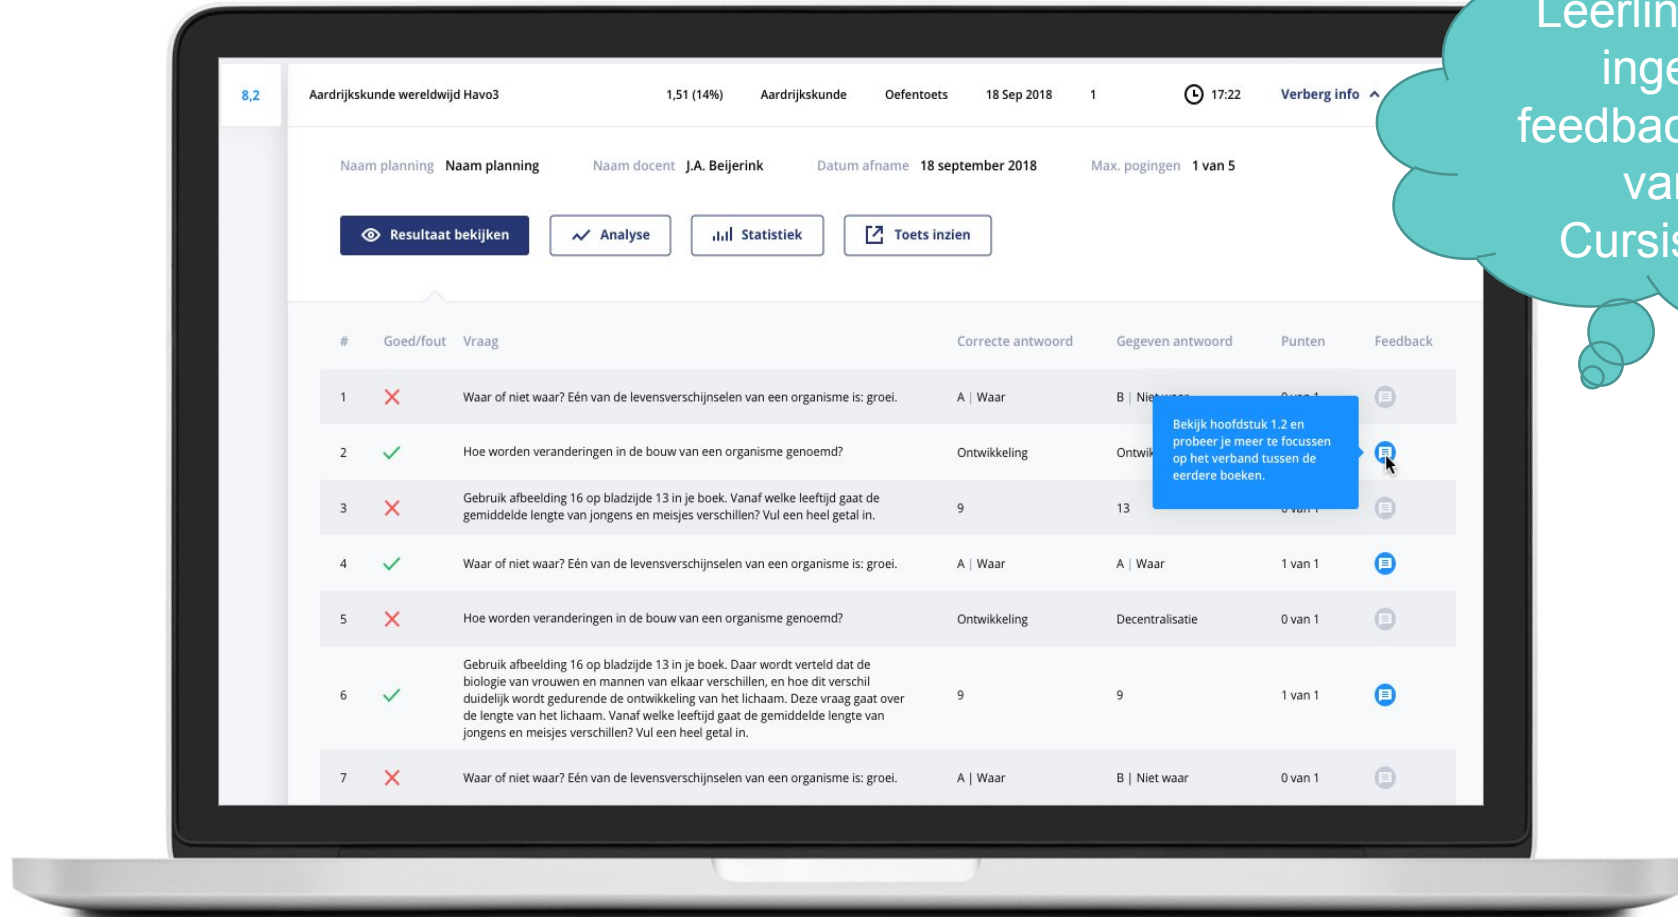 8,2 Aardrijkskunde wereldwijd Havo3 1,51 (14%) Aardrijkskunde Oefentoets 18 Sep 2018 1 17:22 Verberg info
Naam planning Naam planning Naam docent J.A. Beijerink Datum afname 18 september 2018 Max. pogingen 1 van 5
Resultaat bekijken Analyse Statistiek Toets inzien
# Goed/fout Vraag Correcte antwoord Gegeven antwoord Punten Feedback
1 Waar of niet waar? Eén van de levensverschijnselen van een organisme is: groei. A | Waar B |
2 Hoe worden veranderingen in de bouw van een organisme genoemd? Ontwikkeling
Bekijk hoofdstuk 1.2 en
probeer je meer te focussen
op het verband tussen de
eerdere boeken.
3 Gebruik afbeelding 16 op bladzijde 13 in je boek. Vanaf welke leeftijd gaat de
gemiddelde lengte van jongens en meisjes verschillen? Vul een heel getal in. 9 13
4 Waar of niet waar? Eén van de levensverschijnselen van een organisme is: groei. A | Waar A | Waar 1 van 1
5 Hoe worden veranderingen in de bouw van een organisme genoemd? Ontwikkeling Decentralisatie 0 van 1
6 Gebruik afbeelding 16 op bladzijde 13 in je boek. Daar wordt verteld dat de
biologie van vrouwen en mannen van elkaar verschillen, en hoe dit verschil
duidelijk wordt gedurende de ontwikkeling van het lichaam. Deze vraag gaat over
de lengte van het lichaam. Vanaf welke leeftijd gaat de gemiddelde lengte van
jongens en meisjes verschillen? Vul een heel getal in. 9 9 1 van 1
7 Waar of niet waar? Eén van de levensverschijnselen van een organisme is: groei. A | Waar B | Niet waar 0 van 1